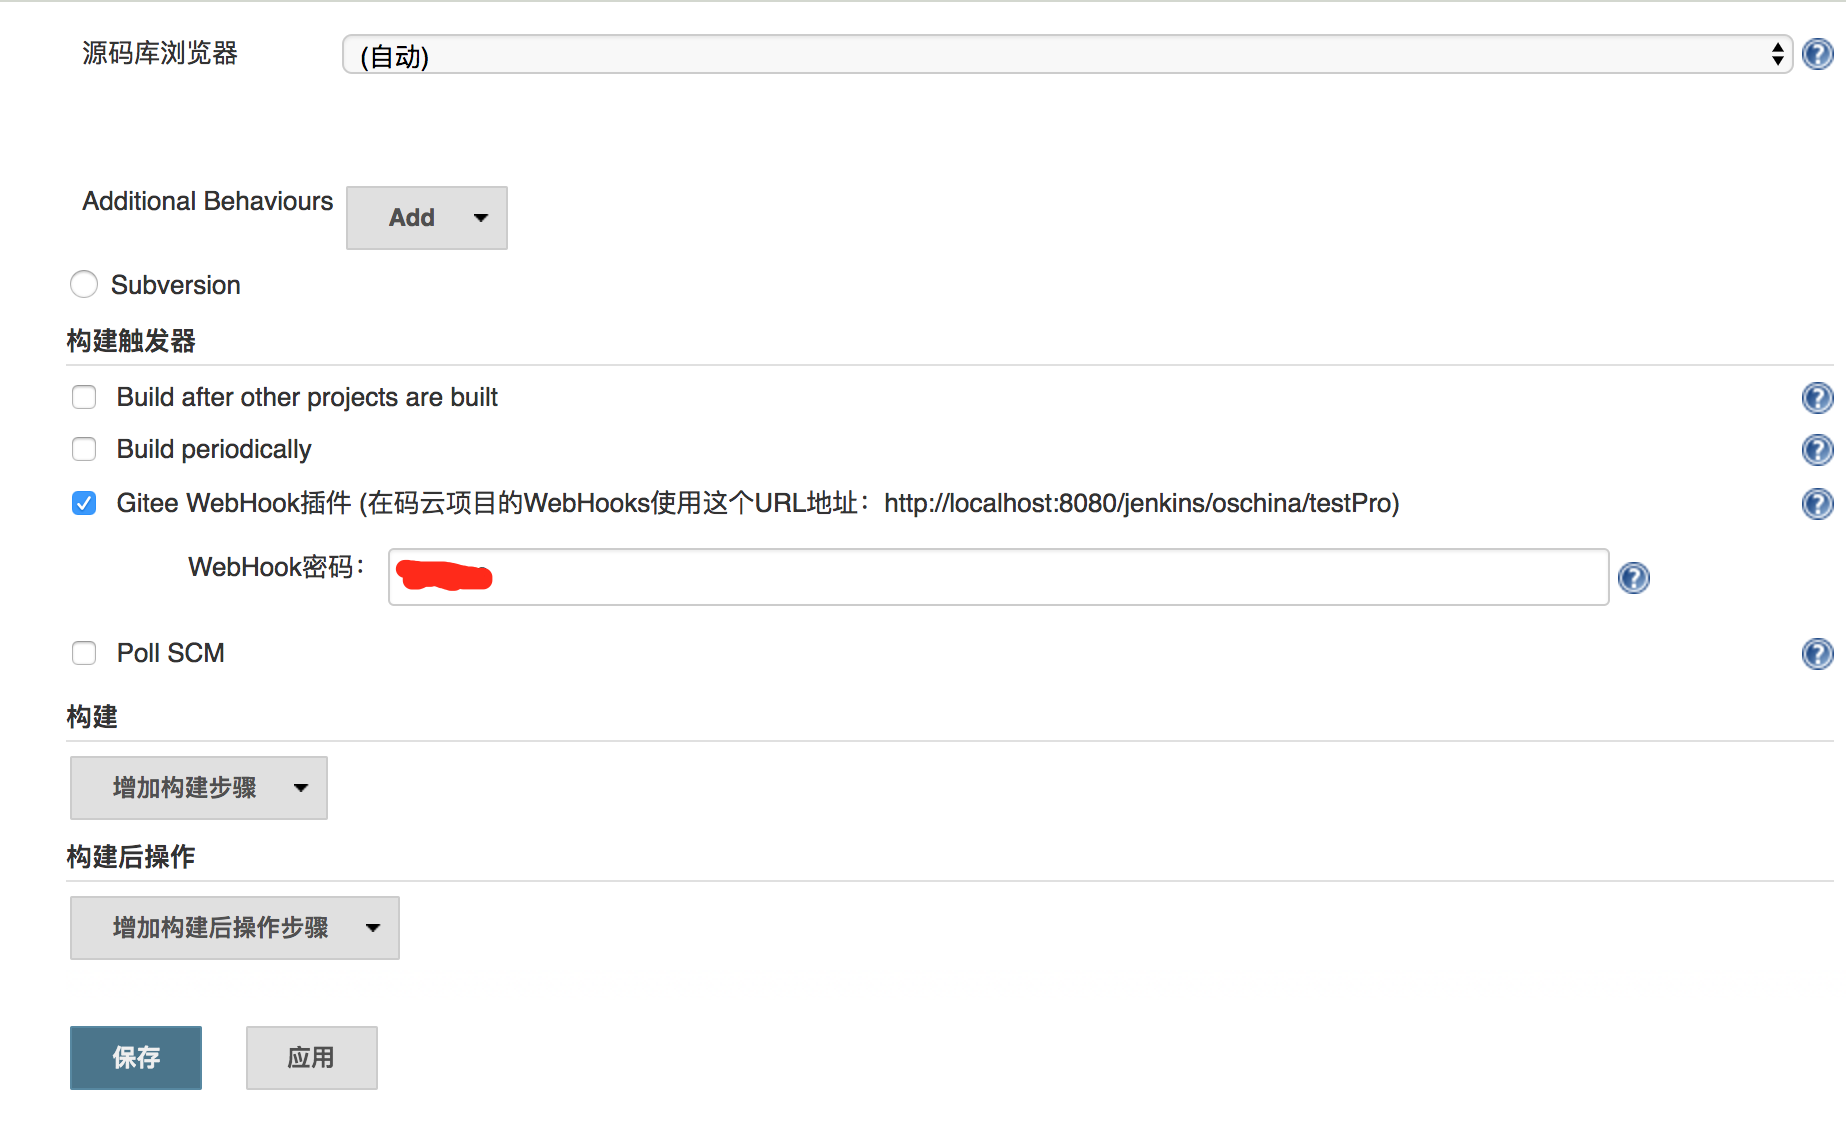 源码库浏览器
(自动)
Additional Behaviours
Add
Subversion
构建触发器
Build after other projects are built
Build periodically
Gitee WebHook插件 (在码云项目的WebHooks使用这个URL地址：http://localhost:8080/jenkins/oschina/testPro)
WebHook密码：
Poll SCM
构建
增加构建步骤
构建后操作
增加构建后操作步骤
保存
应用